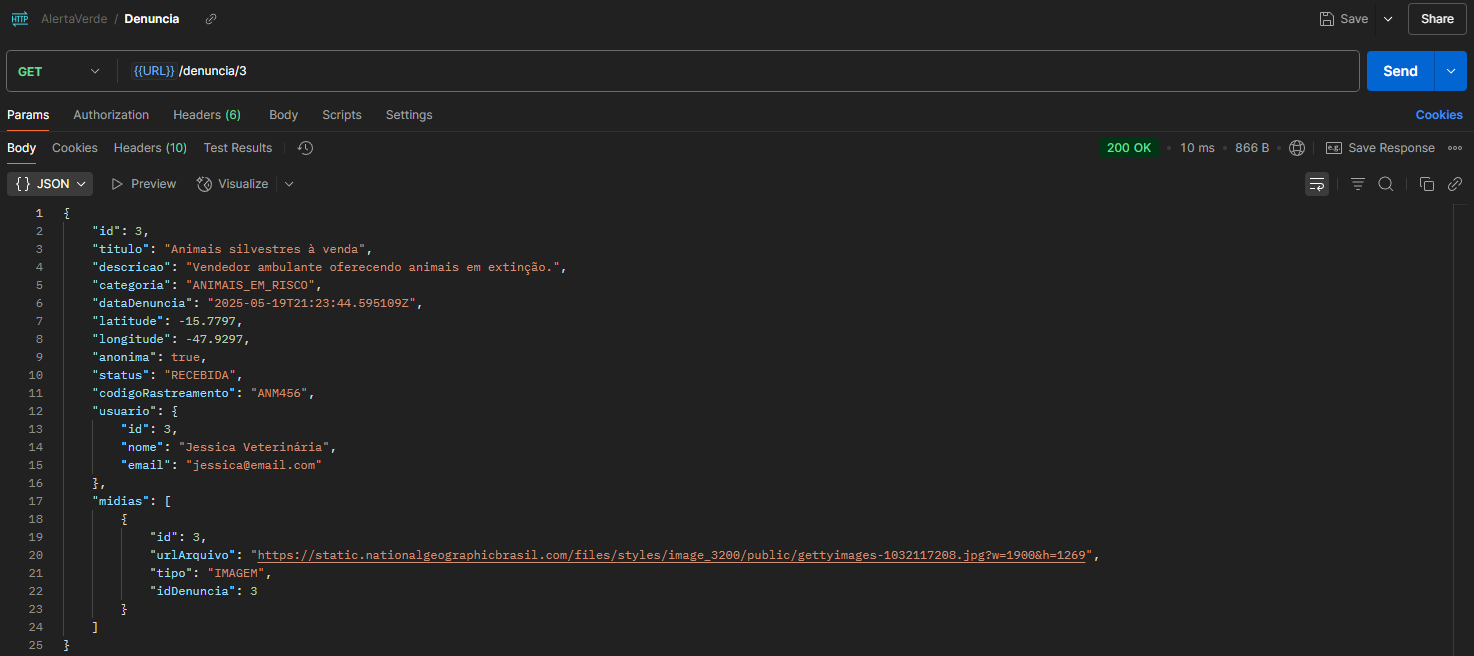 HTTP AlertaVerde / Denuncia Save Share
GET {{URL}} /denuncia/3 Send
Params Authorization Headers (6) Body Scripts Settings Cookies
Body Cookies Headers (10) Test Results 200 OK • 10 ms • 866 B • e.g. Save Response
{} JSON Preview Visualize
1 {
2 "id": 3,
3 "titulo": "Animais silvestres à venda",
4 "descricao": "Vendedor ambulante oferecendo animais em extinção.",
5 "categoria": "ANIMAIS_EM_RISCO",
6 "dataDenuncia": "2025-05-19T21:23:44.595109Z",
7 "latitude": -15.7797,
8 "longitude": -47.9297,
9 "anonima": true,
10 "status": "RECEBIDA",
11 "codigoRastreamento": "ANM456",
12 "usuario": {
13 "id": 3,
14 "nome": "Jessica Veterinária",
15 "email": "jessica@email.com"
16 },
17 "midias": [
18 {
19 "id": 3,
20 "urlArquivo": "https://static.nationalgeographicbrasil.com/files/styles/image_3200/public/gettyimages-1032117208.jpg?w=1900&h=1269",
21 "tipo": "IMAGEM",
22 "idDenuncia": 3
23 }
24 ]
25 }